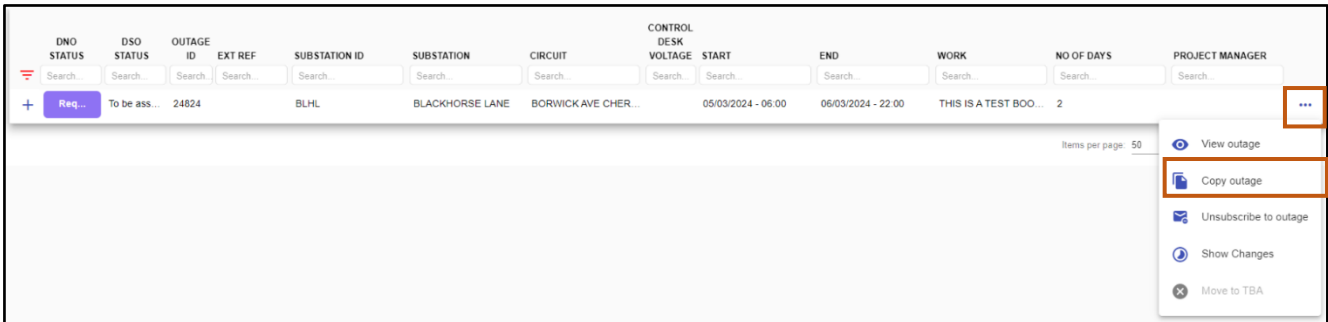 CONTROL
DNO DSO OUTAGE DESK
STATUS STATUS ID EXT REF SUBSTATION ID SUBSTATION CIRCUIT VOLTAGE START END WORK NO OF DAYS PROJECT MANAGER
Search... Search... Search... Search... Search... Search... Search... Search... Search... Search... Search... Search... Search...
+ Req... To be ass... 24824 BLHL BLACKHORSE LANE BORWICK AVE CHER... 05/03/2024 - 06:00 06/03/2024 - 22:00 THIS IS A TEST BOO... 2 ...
Items per page: 50
View outage
Copy outage
Unsubscribe to outage
Show Changes
Move to TBA